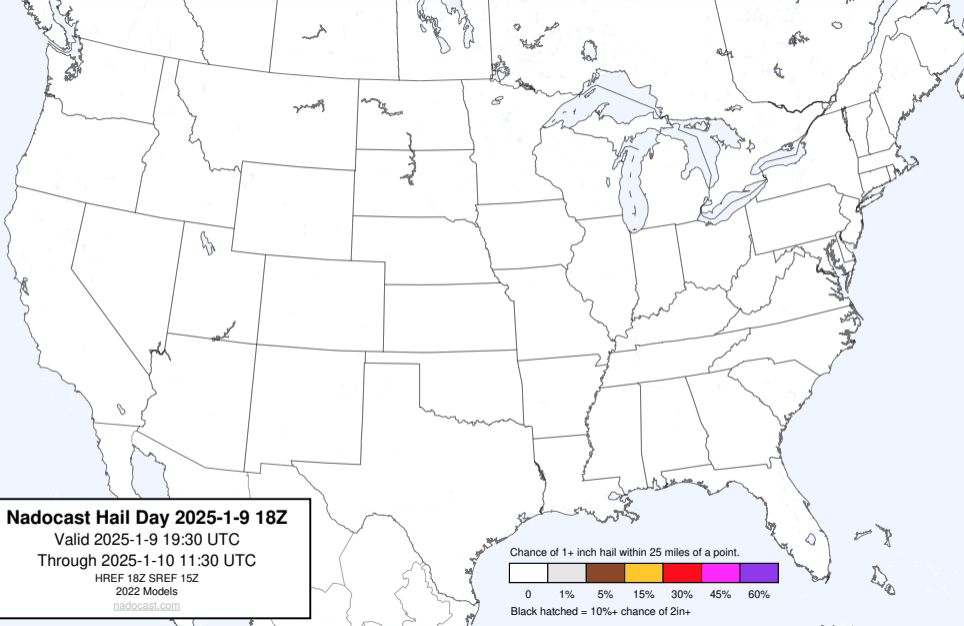 Nadocast Hail Day 2025-1-9 18Z
Valid 2025-1-9 19:30 UTC
Through 2025-1-10 11:30 UTC
HREF 18Z SREF 15Z
2022 Models
nadocast.com
Chance of 1+ inch hail within 25 miles of a point.
0 1% 5% 15% 30% 45% 60%
Black hatched = 10%+ chance of 2in+